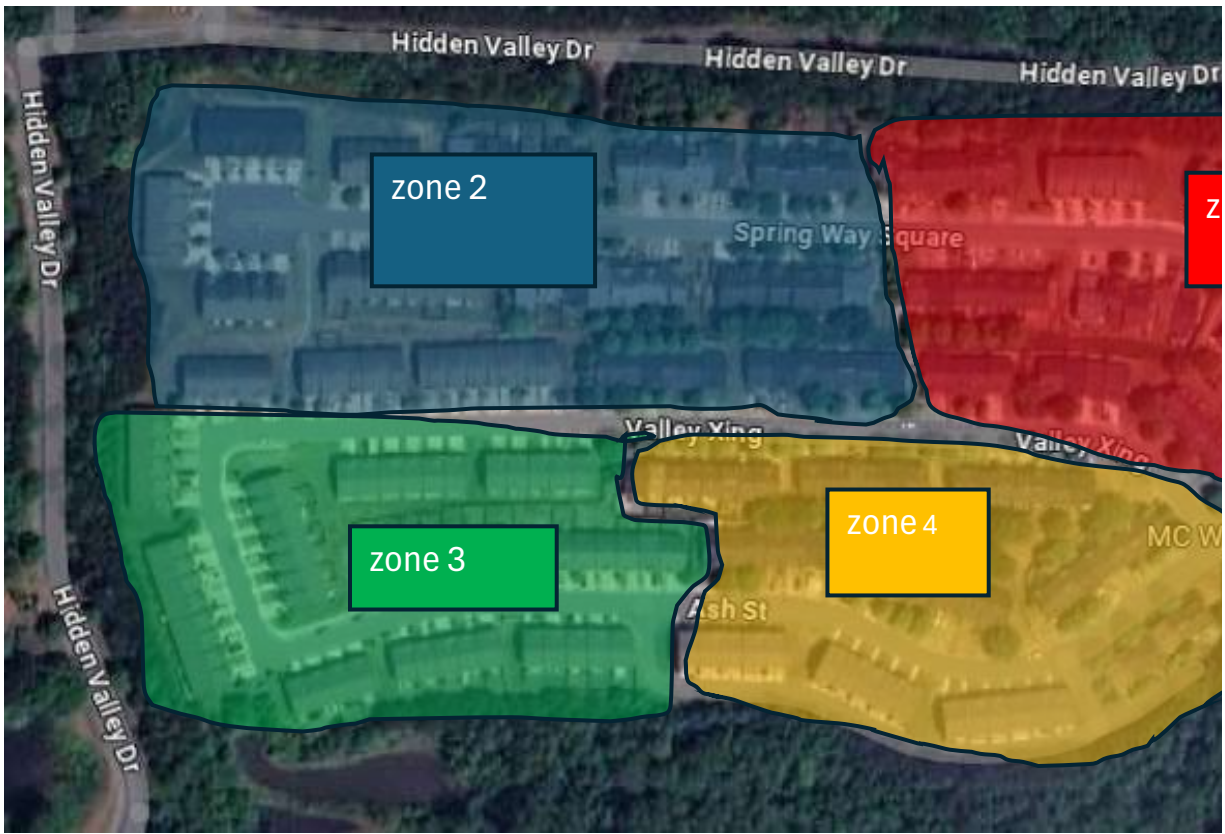 Hidden Valley Dr
Hidden Valley Dr
Hidden Valley Dr
Hidden Valley Dr
zone 2
z
Spring Way Square
Valley Xing
Valley Xing
zone 3
zone 4
MC W
Ash St
Hidden Valley Dr